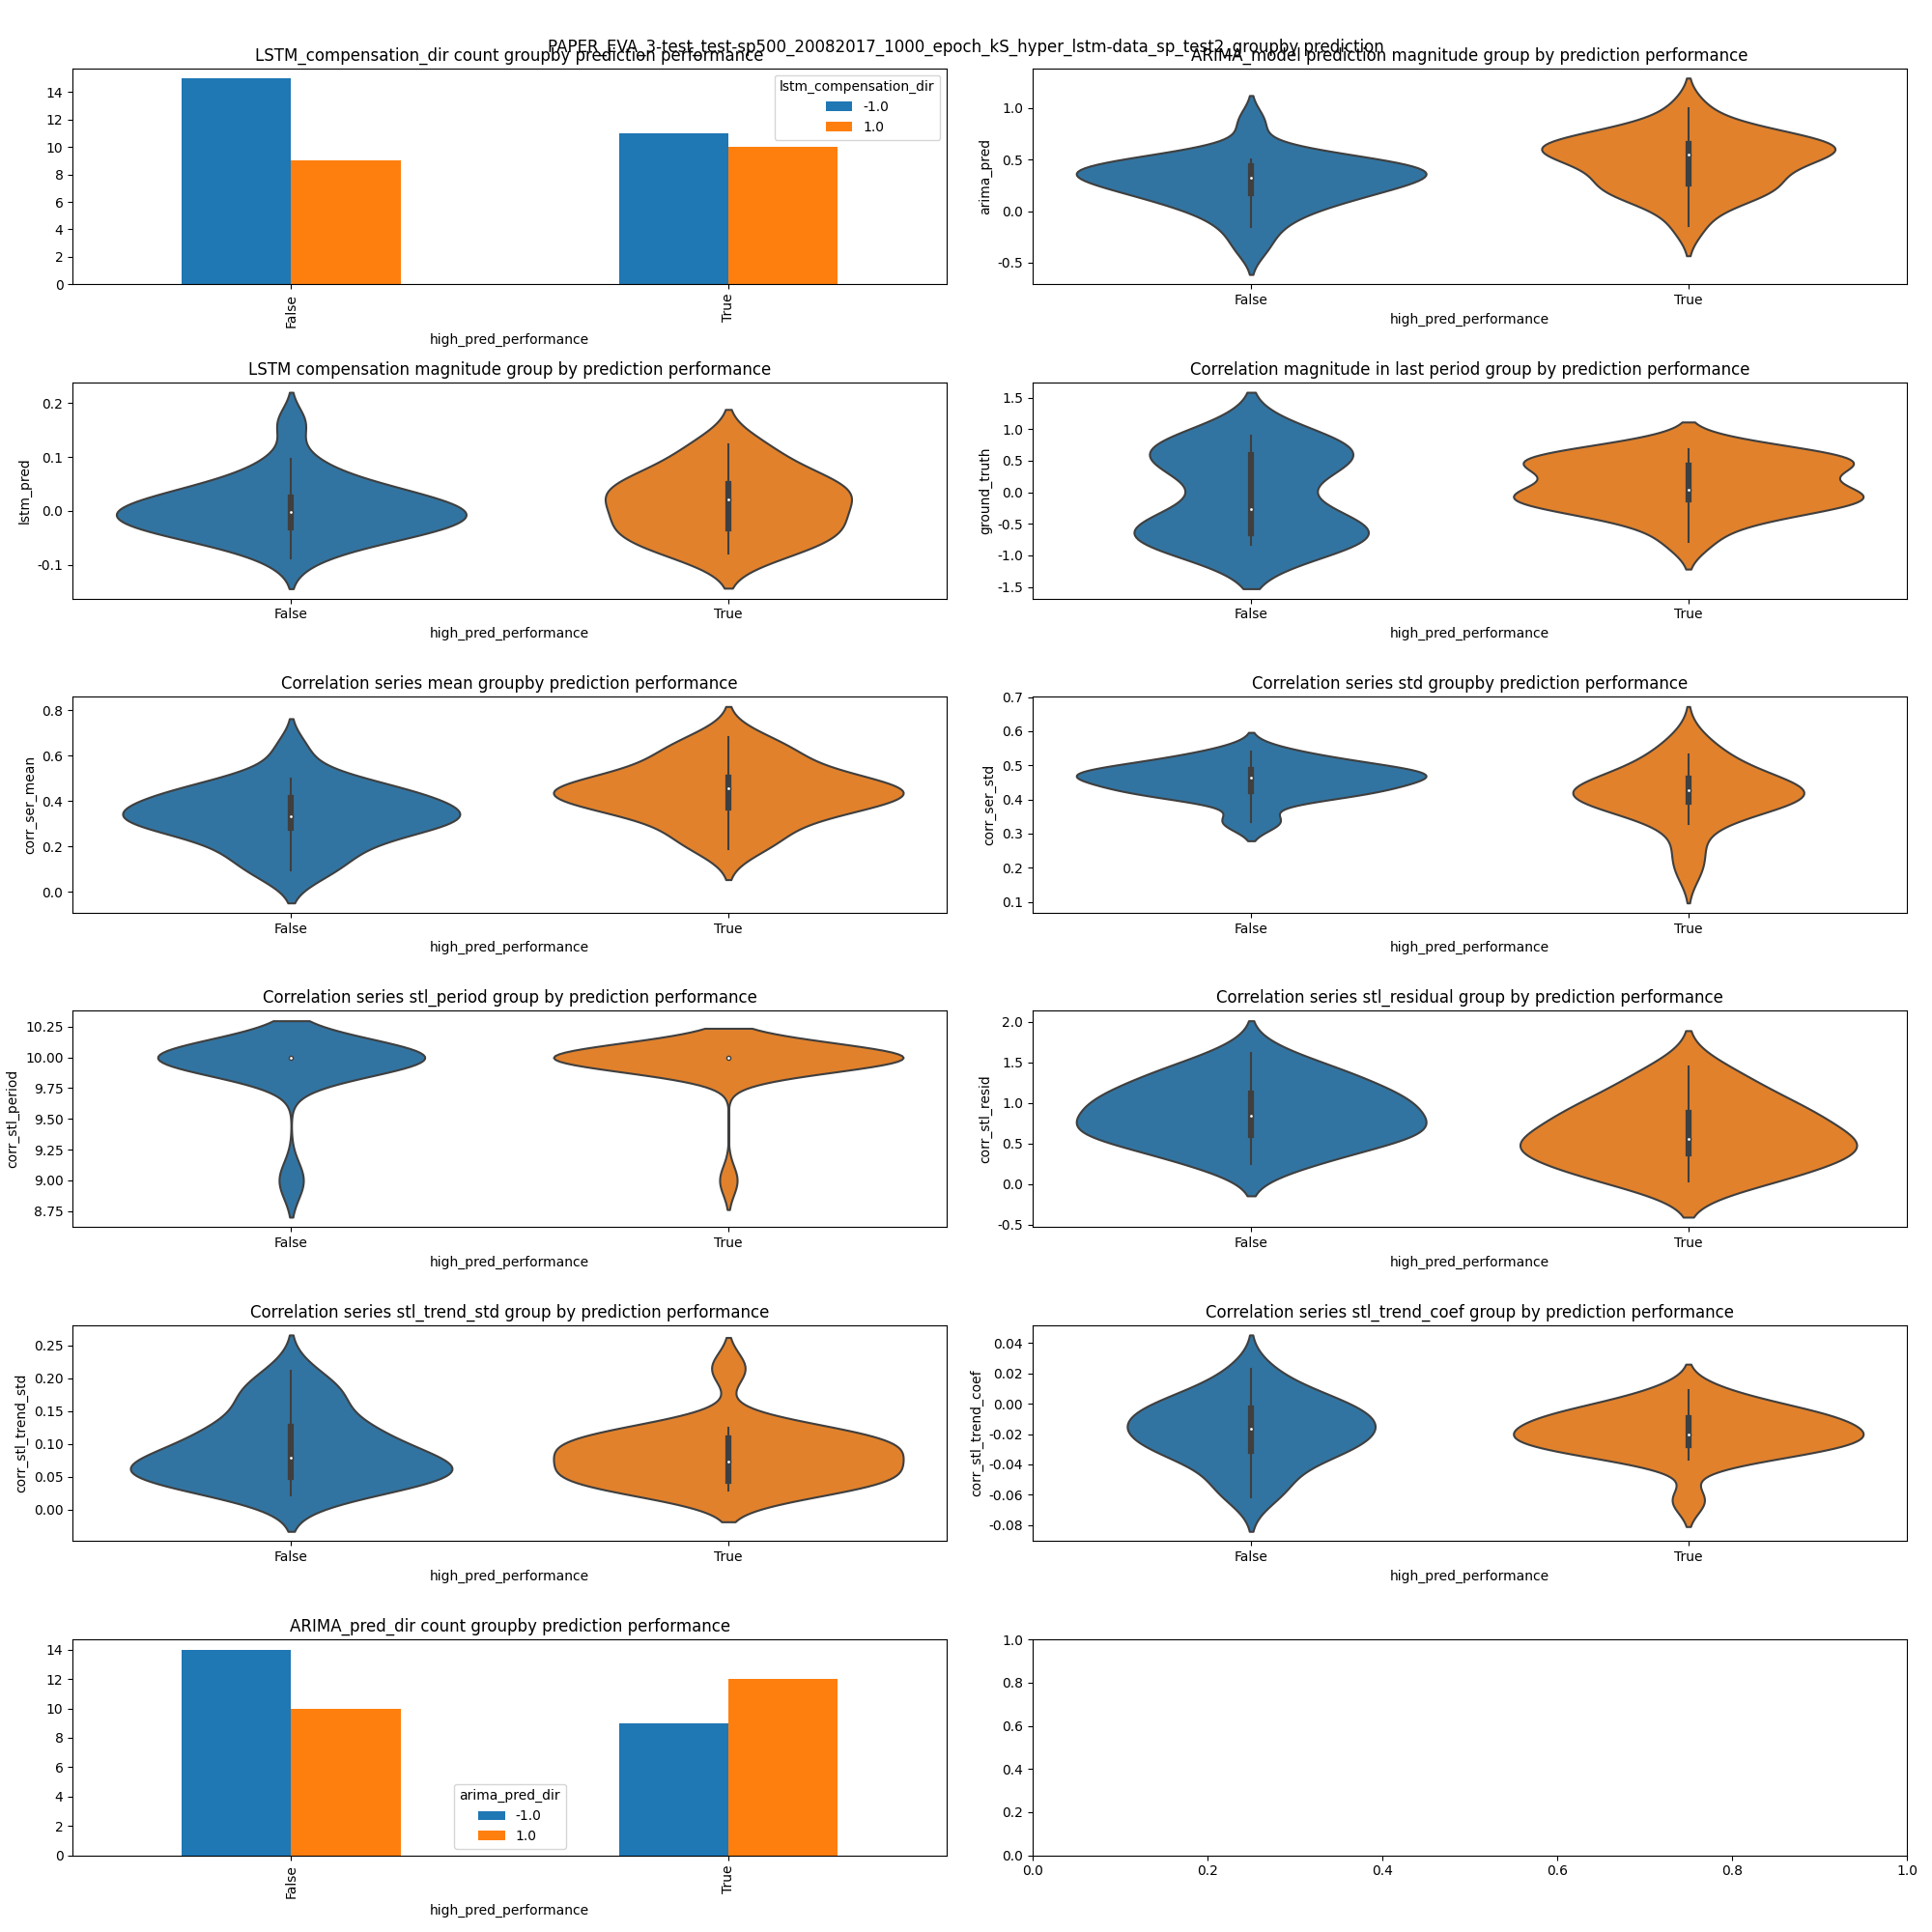 PAPER_EVA_3-test_test-sp500_20082017_1000_epoch_kS_hyper_lstm-data_sp_test2_groupby prediction
LSTM_compensation_dir count groupby prediction performance
14
12
10
8
6
4
2
0
lstm_compensation_dir
-1.0
1.0
False
True
high_pred_performance
ARIMA_model prediction magnitude group by prediction performance
arima_pred
1.0
0.5
0.0
-0.5
False
True
high_pred_performance
LSTM compensation magnitude group by prediction performance
lstm_pred
0.2
0.1
0.0
-0.1
False
True
high_pred_performance
Correlation magnitude in last period group by prediction performance
ground_truth
1.5
1.0
0.5
0.0
-0.5
-1.0
-1.5
False
True
high_pred_performance
Correlation series mean groupby prediction performance
corr_ser_mean
0.8
0.6
0.4
0.2
0.0
False
True
high_pred_performance
Correlation series std groupby prediction performance
corr_ser_std
0.7
0.6
0.5
0.4
0.3
0.2
0.1
False
True
high_pred_performance
Correlation series stl_period group by prediction performance
corr_stl_period
10.25
10.00
9.75
9.50
9.25
9.00
8.75
False
True
high_pred_performance
Correlation series stl_residual group by prediction performance
corr_stl_resid
2.0
1.5
1.0
0.5
0.0
-0.5
False
True
high_pred_performance
Correlation series stl_trend_std group by prediction performance
corr_stl_trend_std
0.25
0.20
0.15
0.10
0.05
0.00
False
True
high_pred_performance
Correlation series stl_trend_coef group by prediction performance
corr_stl_trend_coef
0.04
0.02
0.00
-0.02
-0.04
-0.06
-0.08
False
True
high_pred_performance
ARIMA_pred_dir count groupby prediction performance
14
12
10
8
6
4
2
0
arima_pred_dir
-1.0
1.0
False
True
high_pred_performance
1.0
0.8
0.6
0.4
0.2
0.0
0.0
0.2
0.4
0.6
0.8
1.0